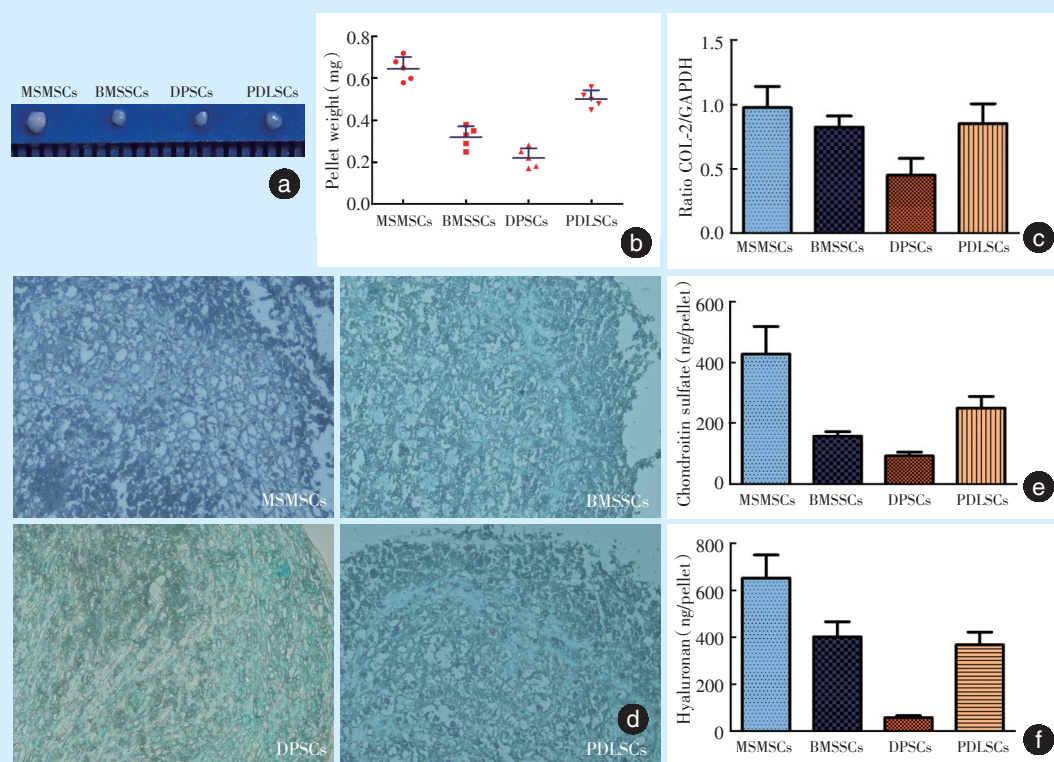 MSMSCs BMSSCs DPSCs PDLSCs
a
Pellet weight(mg)
0.8
0.6
0.4
0.2
0.0
MSMSCs BMSSCs DPSCs PDLSCs
b
Ratio COL-2/GAPDH
1.5
1.0
0.5
0.0
MSMSCs BMSSCs DPSCs PDLSCs
c
MSMSCs
BMSSCs
DPSCs
PDLSCs
d
Chondroitin sulfate(ng/pellet)
600
400
200
0
MSMSCs BMSSCs DPSCs PDLSCs
e
Hyaluronan(ng/pellet)
800
600
400
200
0
MSMSCs BMSSCs DPSCs PDLSCs
f